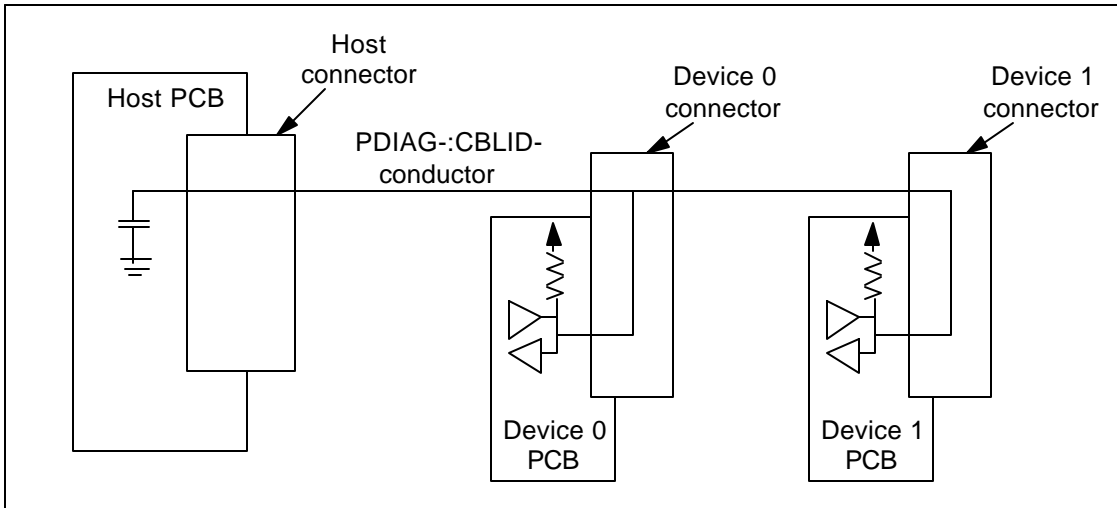 Host
connector
Host PCB
Device 0
connector
Device 1
connector
PDIAG-:CBLID-
conductor
Device 0
PCB
Device 1
PCB